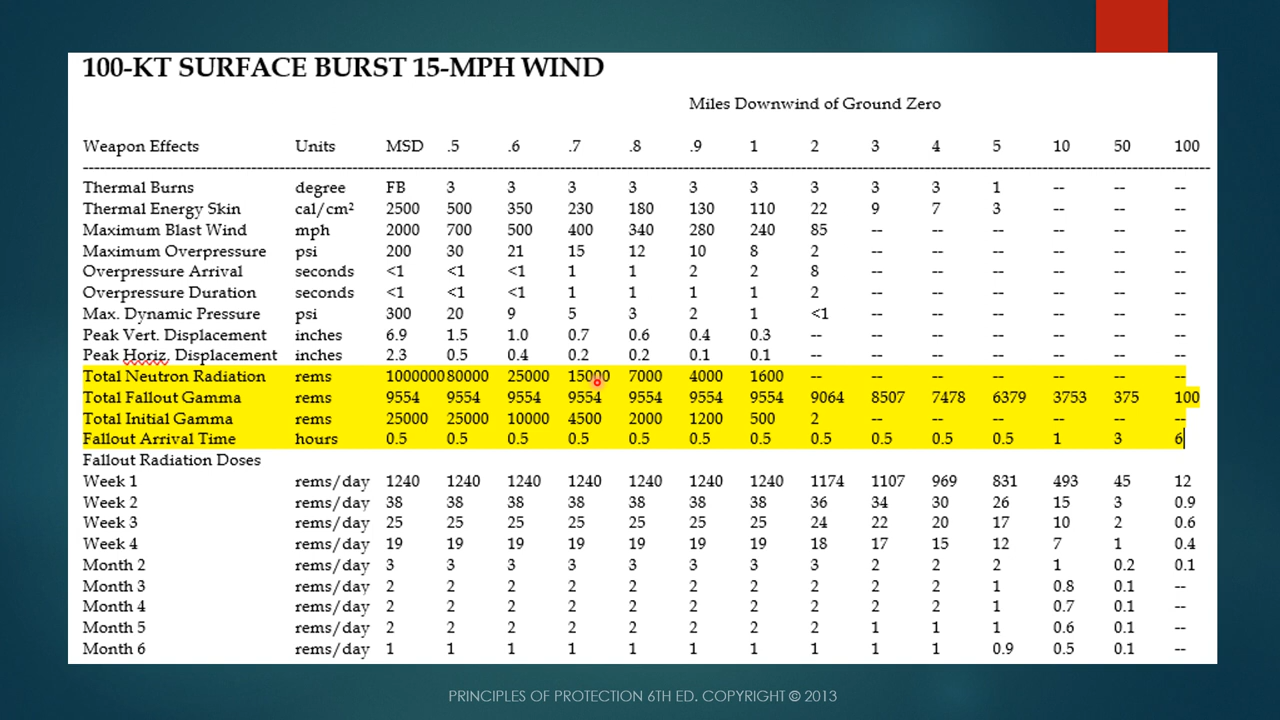 100-KT SURFACE BURST 15-MPH WIND
Miles Downwind of Ground Zero
Weapon Effects Units MSD .5 .6 .7 .8 .9 1 2 3 4 5 10 50 100
Thermal Burns degree FB 3 3 3 3 3 3 3 3 3 1 -- -- --
Thermal Energy Skin cal/cm² 2500 500 350 230 180 130 110 22 9 7 3 -- -- --
Maximum Blast Wind mph 2000 700 500 400 340 280 240 85 -- -- -- -- -- --
Maximum Overpressure psi 200 30 21 15 12 10 8 2 -- -- -- -- -- --
Overpressure Arrival seconds <1 <1 <1 1 1 2 2 8 -- -- -- -- -- --
Overpressure Duration seconds <1 <1 <1 1 1 1 1 2 -- -- -- -- -- --
Max. Dynamic Pressure psi 300 20 9 5 3 2 1 <1 -- -- -- -- -- --
Peak Vert. Displacement inches 6.9 1.5 1.0 0.7 0.6 0.4 0.3 -- -- -- -- -- -- --
Peak Horiz. Displacement inches 2.3 0.5 0.4 0.2 0.2 0.1 0.1 -- -- -- -- -- -- --
Total Neutron Radiation rems 1000000 80000 25000 15000 7000 4000 1600 -- -- -- -- -- -- --
Total Fallout Gamma rems 9554 9554 9554 9554 9554 9554 9554 9064 8507 7478 6379 3753 375 100
Total Initial Gamma rems 25000 25000 10000 4500 2000 1200 500 2 -- -- -- -- -- --
Fallout Arrival Time hours 0.5 0.5 0.5 0.5 0.5 0.5 0.5 0.5 0.5 0.5 0.5 1 3 6
Fallout Radiation Doses
Week 1 rems/day 1240 1240 1240 1240 1240 1240 1240 1174 1107 969 831 493 45 12
Week 2 rems/day 38 38 38 38 38 38 38 36 34 30 26 15 3 0.9
Week 3 rems/day 25 25 25 25 25 25 25 24 22 20 17 10 2 0.6
Week 4 rems/day 19 19 19 19 19 19 19 18 17 15 12 7 1 0.4
Month 2 rems/day 3 3 3 3 3 3 3 3 2 2 2 1 0.2 0.1
Month 3 rems/day 2 2 2 2 2 2 2 2 2 2 1 0.8 0.1 --
Month 4 rems/day 2 2 2 2 2 2 2 2 2 2 1 0.7 0.1 --
Month 5 rems/day 2 2 2 2 2 2 2 2 1 1 1 0.6 0.1 --
Month 6 rems/day 1 1 1 1 1 1 1 1 1 1 0.9 0.5 0.1 --
PRINCIPLES OF PROTECTION 6TH ED. COPYRIGHT © 2013